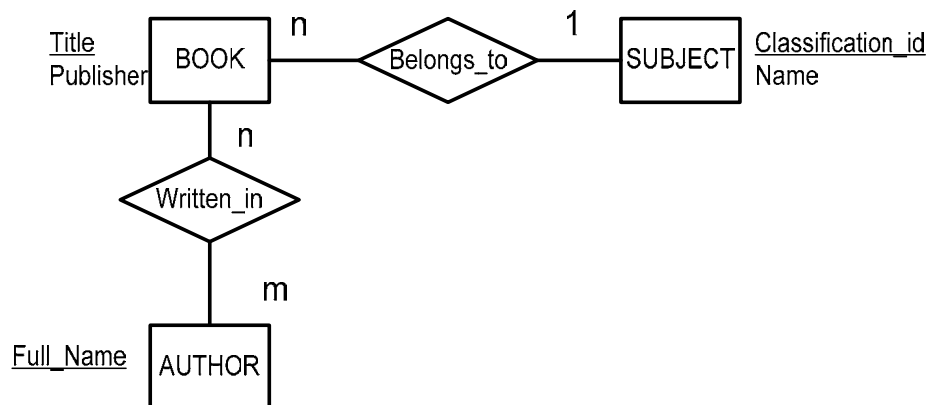 n
1
Title
Publisher
BOOK
Belongs_to
SUBJECT
Classification_id
Name
n
Written_in
m
Full_Name
AUTHOR